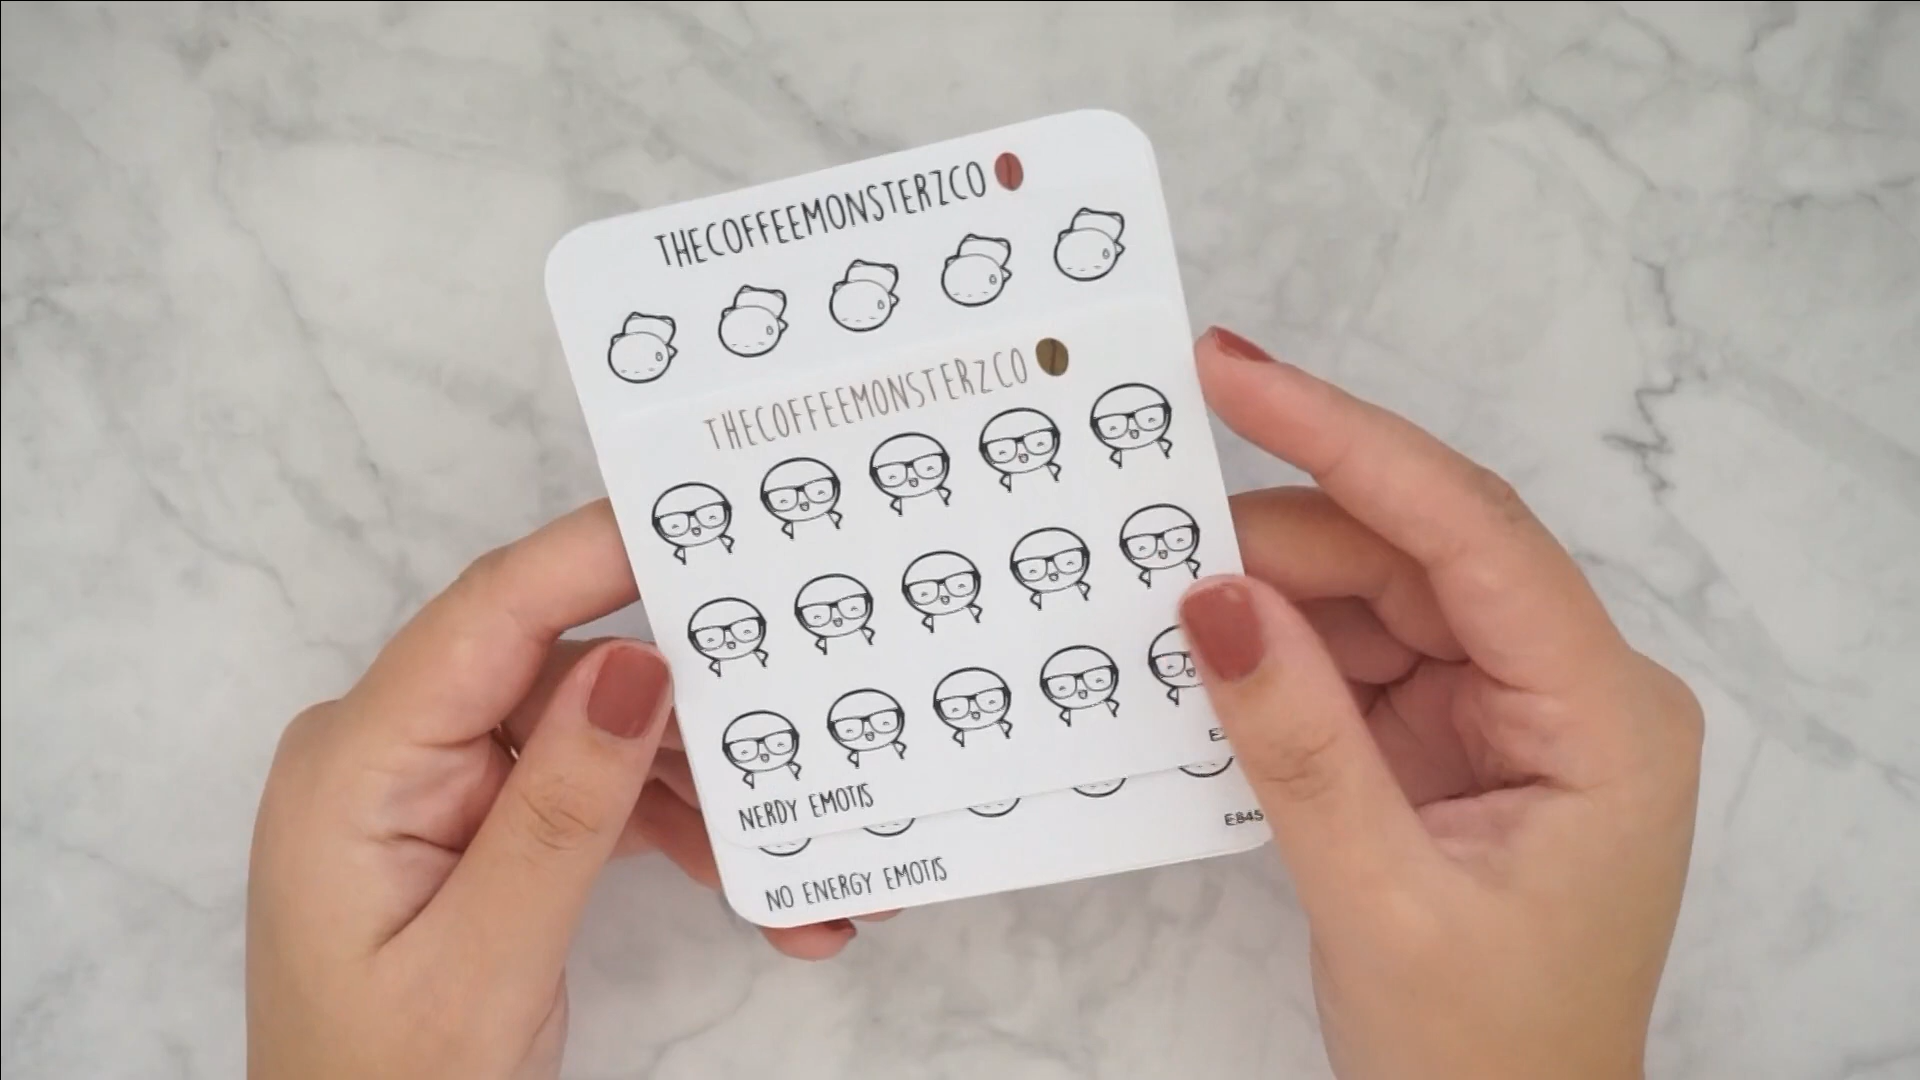 THECOFFEEMONSTERZCO
THECOFFEEMONSTERZCO
NERDY EMOTIS
NO ENERGY EMOTIS
E845